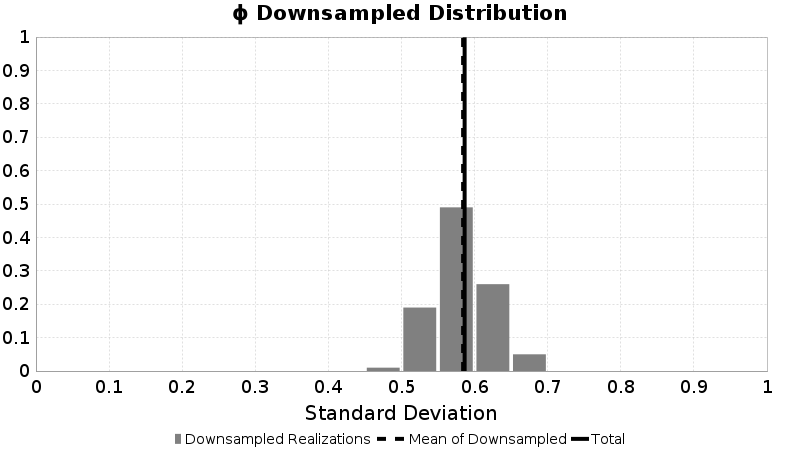 ϕ Downsampled Distribution
1
0.9
0.8
0.7
0.6
0.5
0.4
0.3
0.2
0.1
0
0 0.1 0.2 0.3 0.4 0.5 0.6 0.7 0.8 0.9 1
Standard Deviation
Downsampled Realizations Mean of Downsampled Total